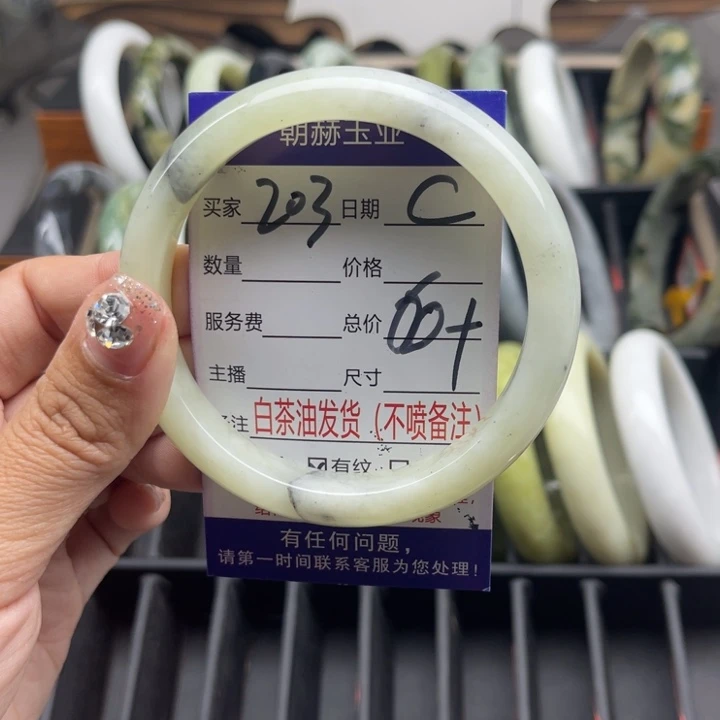 朝赫玉业
买家 203 日期 C
数量 价格
服务费 总价
主播 尺寸
注 白茶油发货（不喷备注）
☑有纹 ☐
有任何问题，
请第一时间联系客服为您处理！